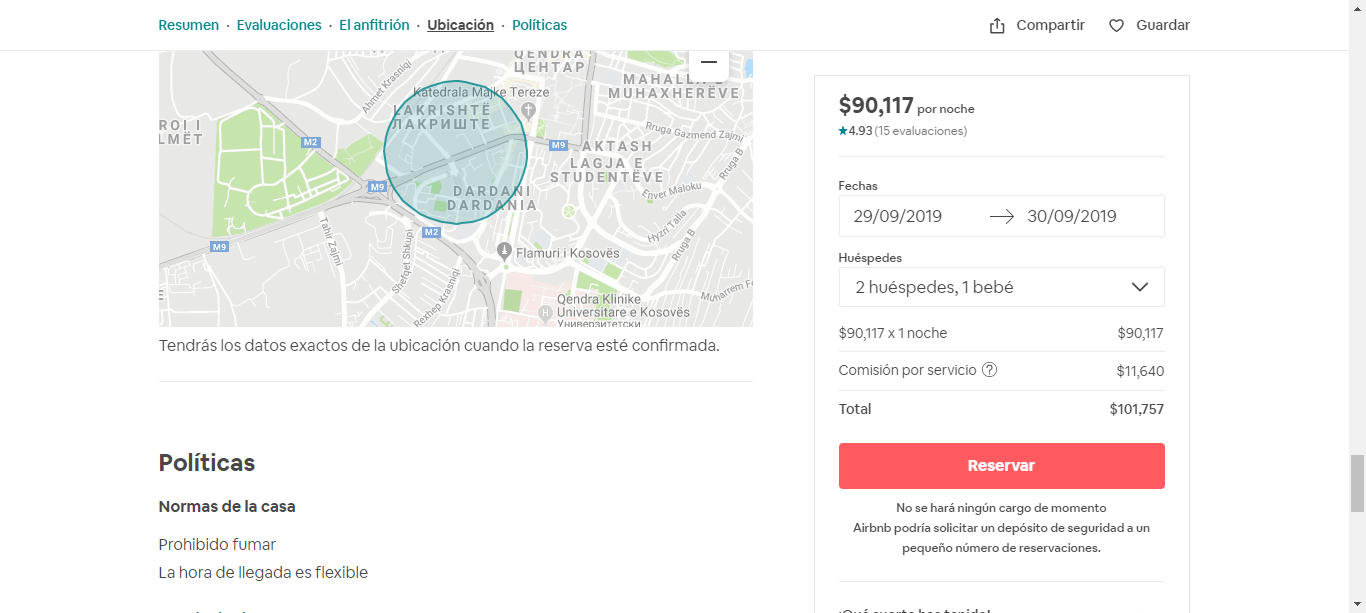 Resumen · Evaluaciones · El anfitrión · Ubicación · Políticas
Compartir
Guardar
QENDRA
ЦЕНТАР
Ahmet Krasniqi
MAHALLA E
MUHAXHERËVE
Katedrala Majke Tereze
LAKRISHTË
ЛАКРИШТЕ
M2
M9
M9
AKTASH
LAGJA E
STUDENTËVE
Rruga Gazmend Zajmi
Rruga B
DARDANI
DARDANIA
Enver Maloku
Tahir Zajmi
M2
M9
Hyzri Talla
Rruga B
Shefqet Shkupi
Flamuri i Kosovës
Rexhep Krasniqi
Qendra Klinike
Universitare e Kosovës
Универзитетски
Muharrem
Tendrás los datos exactos de la ubicación cuando la reserva esté confirmada.
Políticas
Normas de la casa
Prohibido fumar
La hora de llegada es flexible
$90,117 por noche
★4.93 (15 evaluaciones)
Fechas
29/09/2019 → 30/09/2019
Huéspedes
2 huéspedes, 1 bebé
$90,117 x 1 noche $90,117
Comisión por servicio ? $11,640
Total $101,757
Reservar
No se hará ningún cargo de momento
Airbnb podría solicitar un depósito de seguridad a un
pequeño número de reservaciones.